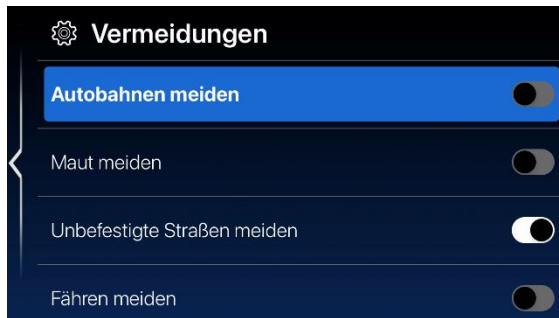 Vermeidungen
Autobahnen meiden
Maut meiden
Unbefestigte Straßen meiden
Fähren meiden